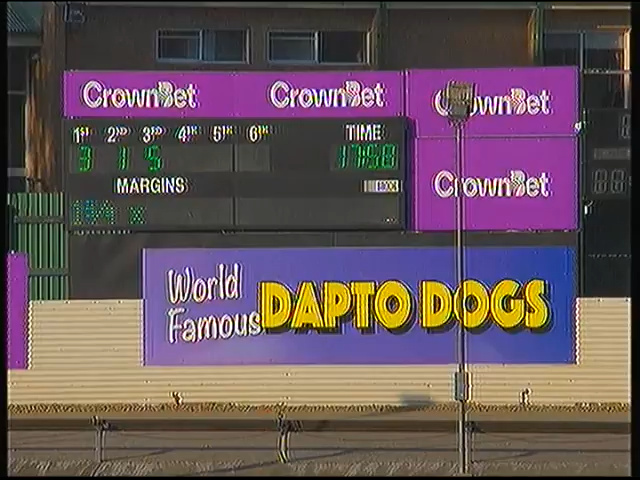 CrownBet CrownBet CrownBet
1ST 2ND 3RD 4TH 5TH 6TH TIME
3 1 5 17:58
MARGINS
CrownBet
World Famous DAPTO DOGS